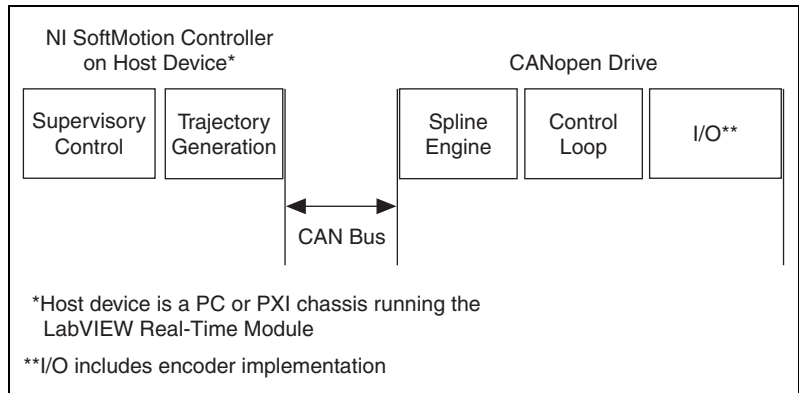 NI SoftMotion Controller
on Host Device*
CANopen Drive
Supervisory
Control
Trajectory
Generation
Spline
Engine
Control
Loop
I/O**
CAN Bus
*Host device is a PC or PXI chassis running the
LabVIEW Real-Time Module
**I/O includes encoder implementation